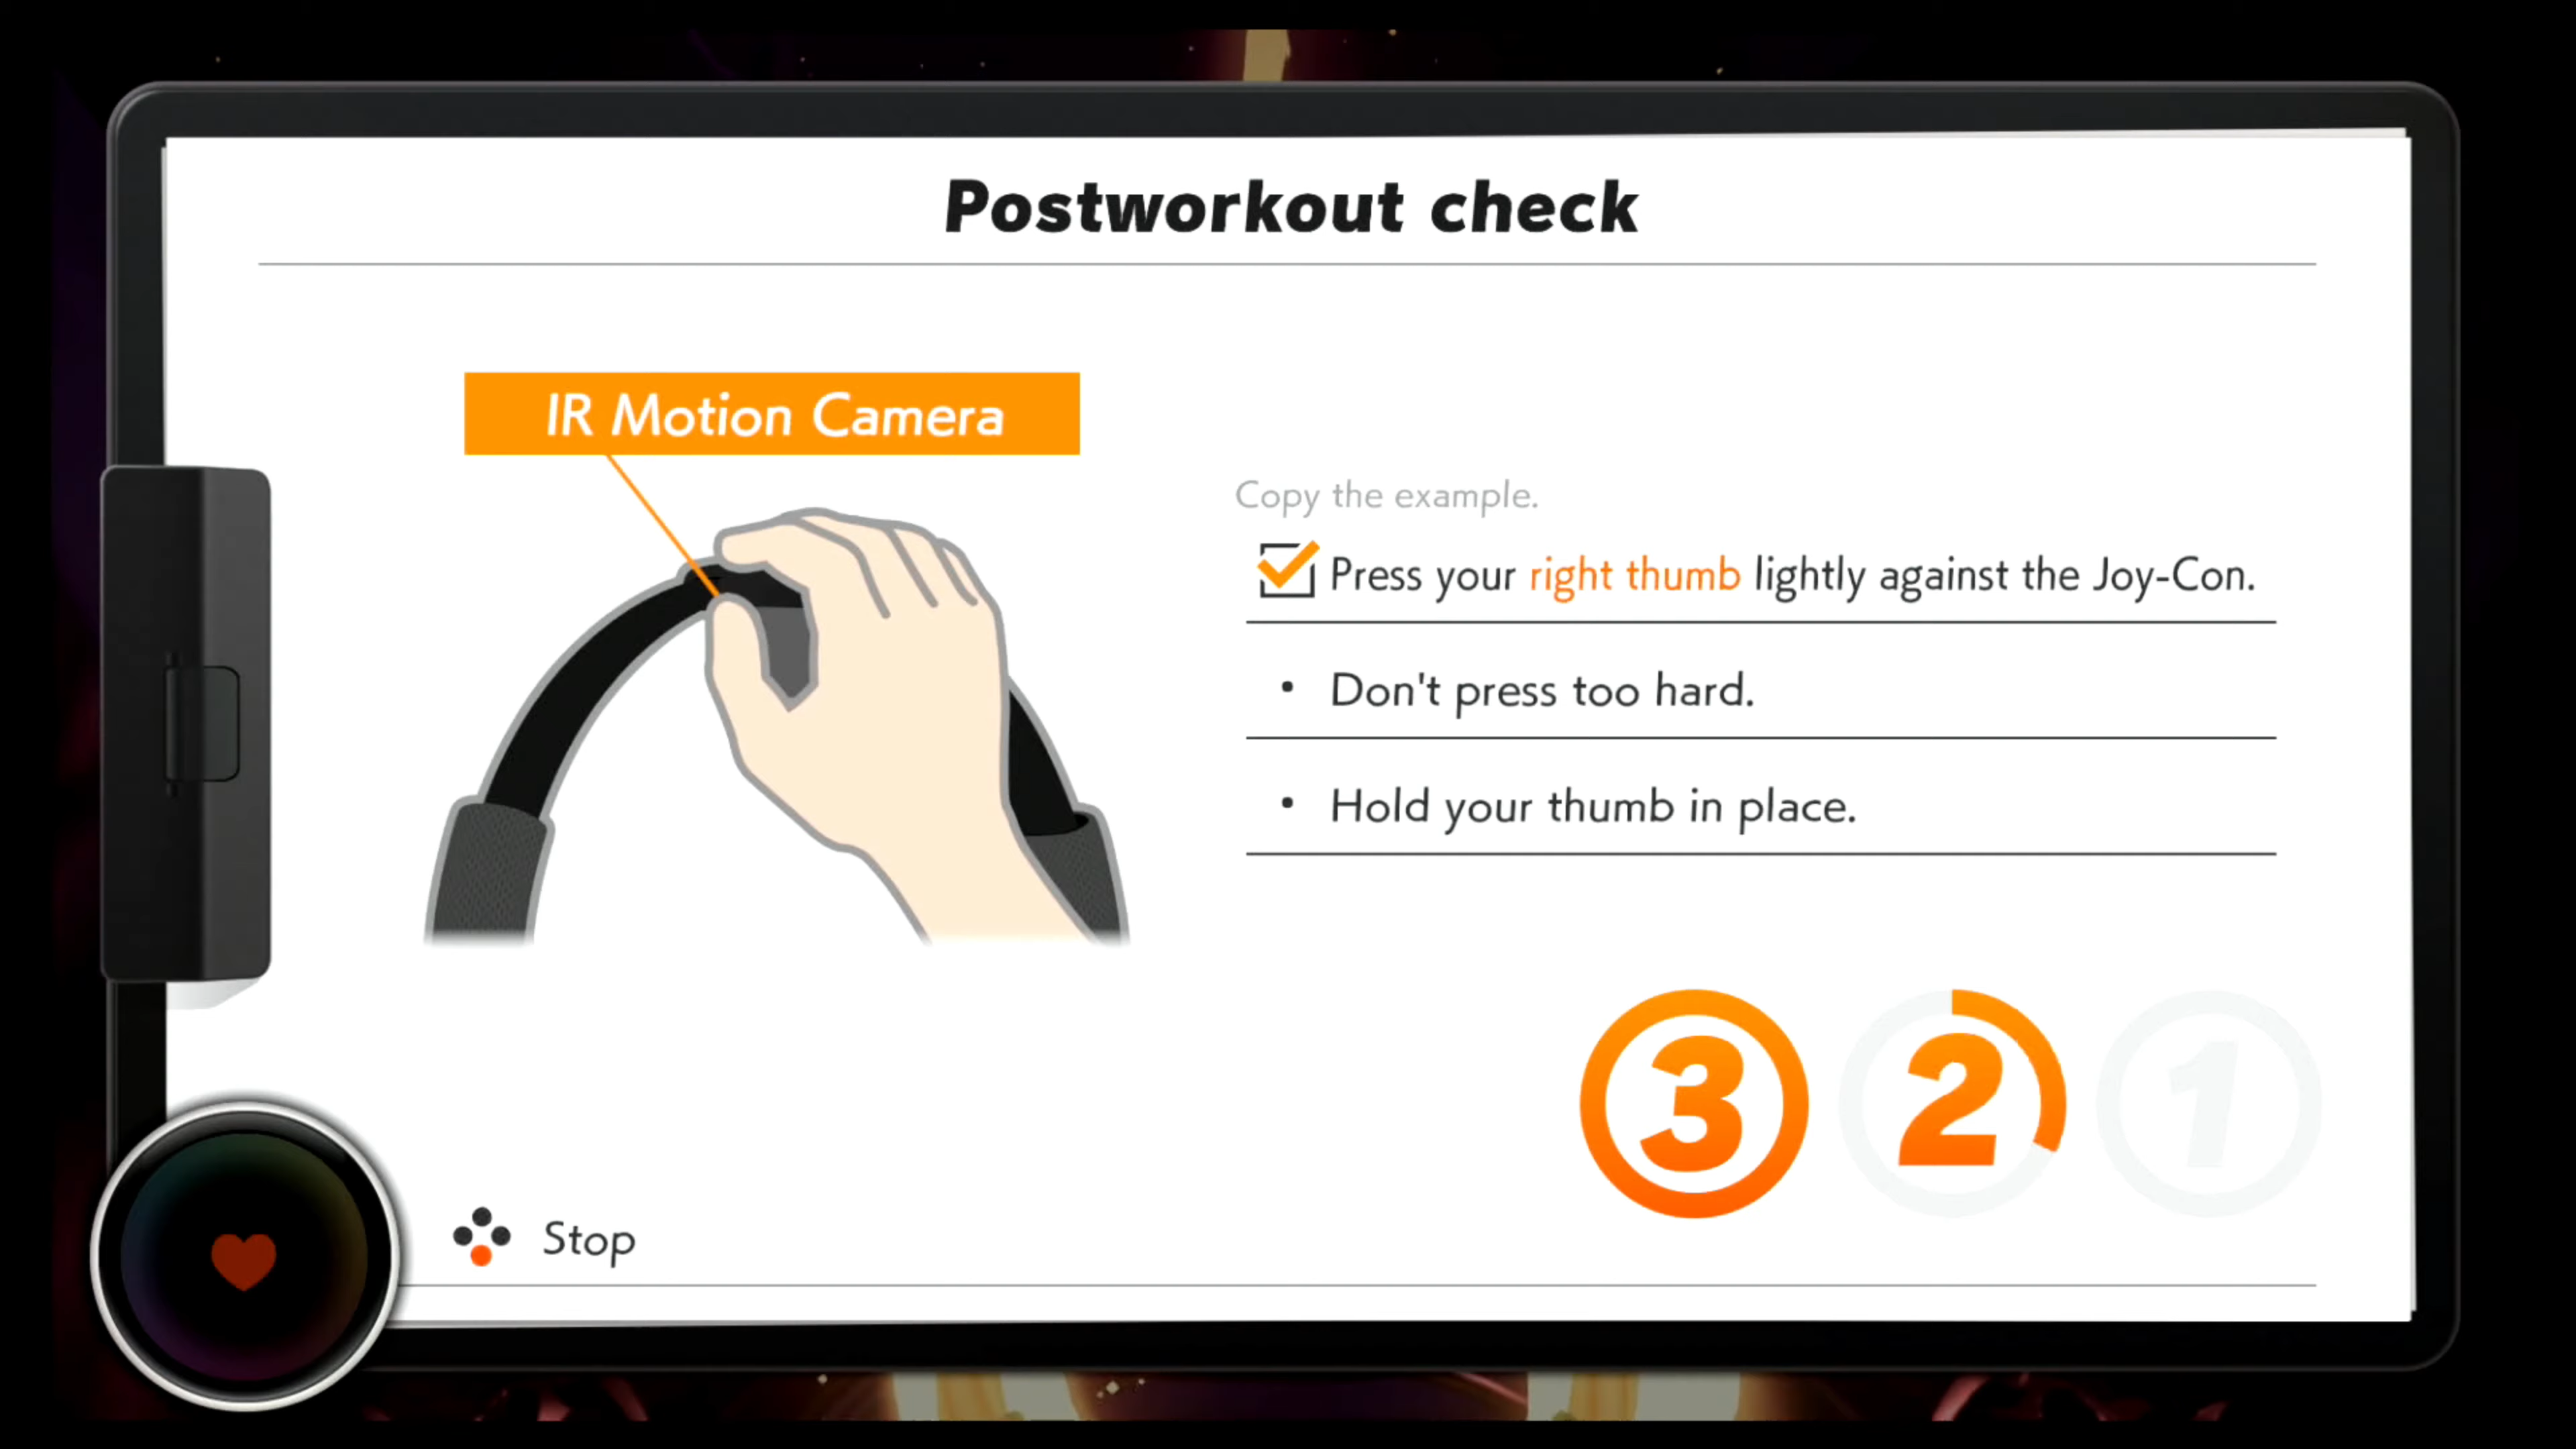 Postworkout check
IR Motion Camera
Copy the example.
Press your right thumb lightly against the Joy-Con.
• Don't press too hard.
• Hold your thumb in place.
3 2 1
Stop